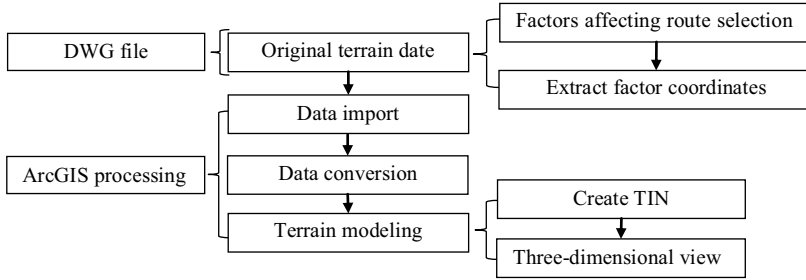 Factors affecting route selection
DWG file
Original terrain date
Extract factor coordinates
Data import
ArcGIS processing
Data conversion
Create TIN
Terrain modeling
Three-dimensional view